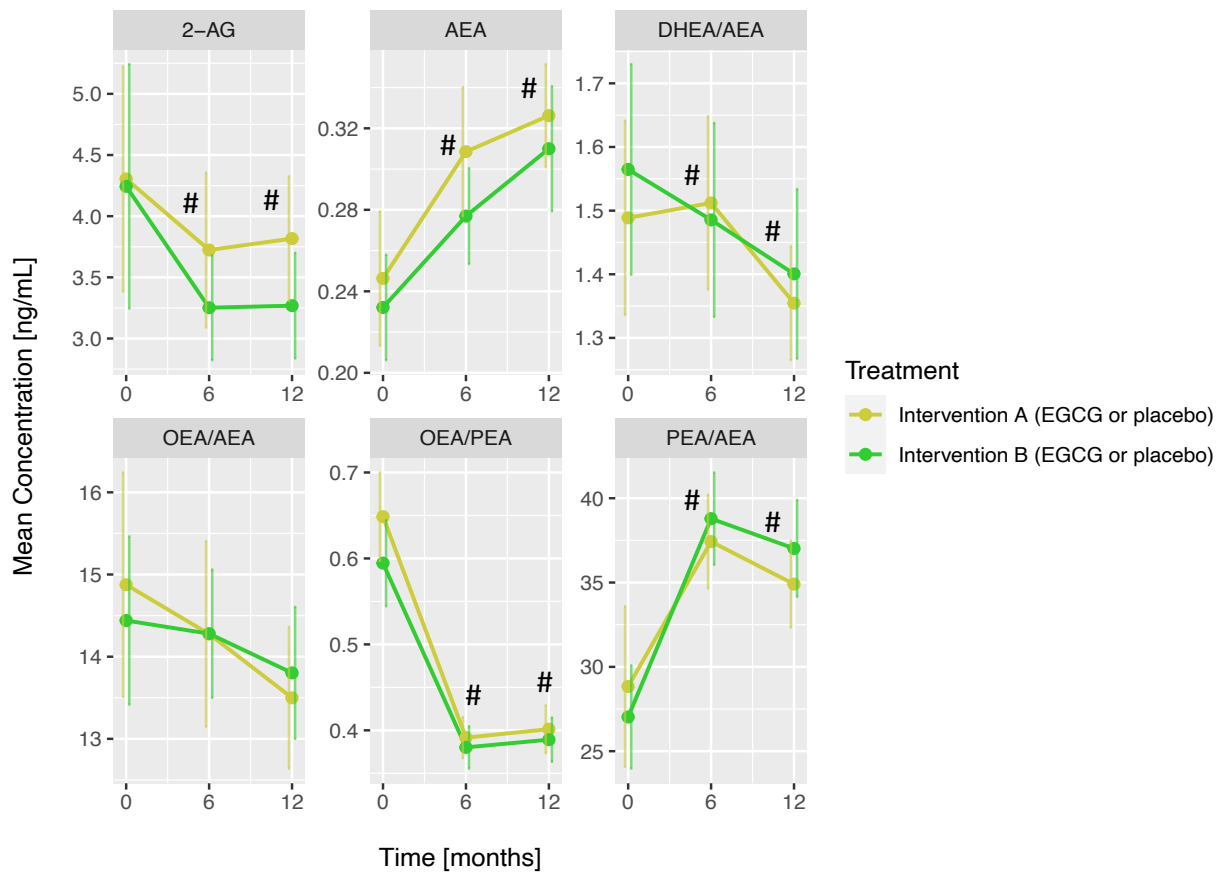 2−AG
AEA
DHEA/AEA
5.0
4.5
4.0
3.5
3.0
# #
0 6 12
0.32
0.28
0.24
0.20
# #
0 6 12
1.7
1.6
1.5
1.4
1.3
# #
0 6 12
OEA/AEA
OEA/PEA
PEA/AEA
16
15
14
13
0 6 12
0.7
0.6
0.5
0.4
# #
0 6 12
40
35
30
25
# #
0 6 12
Mean Concentration [ng/mL]
Time [months]
Treatment
Intervention A (EGCG or placebo)
Intervention B (EGCG or placebo)